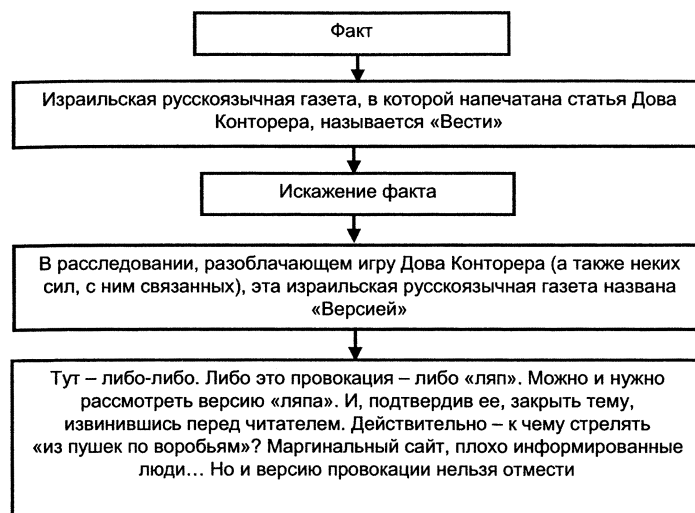 Факт
Израильская русскоязычная газета, в которой напечатана статья Дова
Конторера, называется «Вести»
Искажение факта
В расследовании, разоблачающем игру Дова Конторера (а также неких
сил, с ним связанных), эта израильская русскоязычная газета названа
«Версией»
Тут – либо-либо. Либо это провокация – либо «ляп». Можно и нужно
рассмотреть версию «ляпа». И, подтвердив ее, закрыть тему,
извинившись перед читателем. Действительно – к чему стрелять
«из пушек по воробьям»? Маргинальный сайт, плохо информированные
люди… Но и версию провокации нельзя отмести